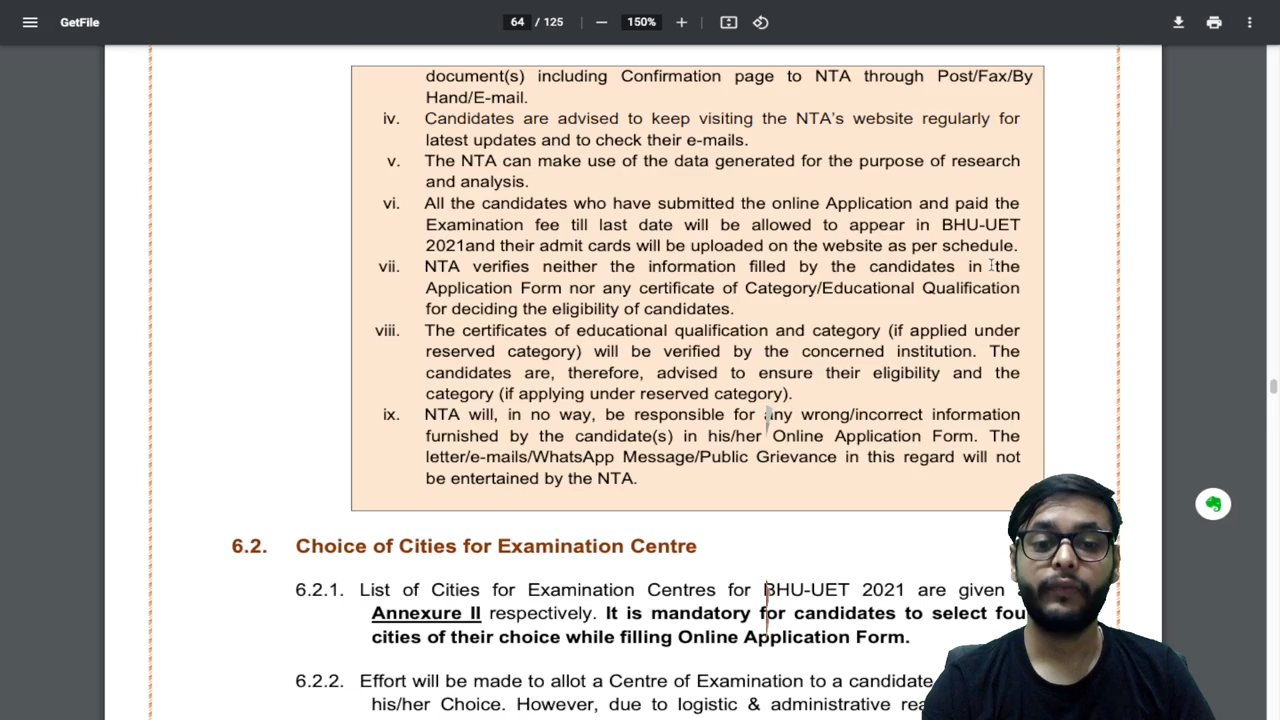 GetFile
64 / 125
150%
document(s) including Confirmation page to NTA through Post/Fax/By
Hand/E-mail.
iv. Candidates are advised to keep visiting the NTA's website regularly for
latest updates and to check their e-mails.
v. The NTA can make use of the data generated for the purpose of research
and analysis.
vi. All the candidates who have submitted the online Application and paid the
Examination fee till last date will be allowed to appear in BHU-UET
2021and their admit cards will be uploaded on the website as per schedule.
vii. NTA verifies neither the information filled by the candidates in the
Application Form nor any certificate of Category/Educational Qualification
for deciding the eligibility of candidates.
viii. The certificates of educational qualification and category (if applied under
reserved category) will be verified by the concerned institution. The
candidates are, therefore, advised to ensure their eligibility and the
category (if applying under reserved category).
ix. NTA will, in no way, be responsible for any wrong/incorrect information
furnished by the candidate(s) in his/her Online Application Form. The
letter/e-mails/WhatsApp Message/Public Grievance in this regard will not
be entertained by the NTA.
6.2. Choice of Cities for Examination Centre
6.2.1. List of Cities for Examination Centres for BHU-UET 2021 are given
Annexure II respectively. It is mandatory for candidates to select
cities of their choice while filling Online Application Form.
6.2.2. Effort will be made to allot a Centre of Examination to a candidate
his/her Choice. However, due to logistic & administrative